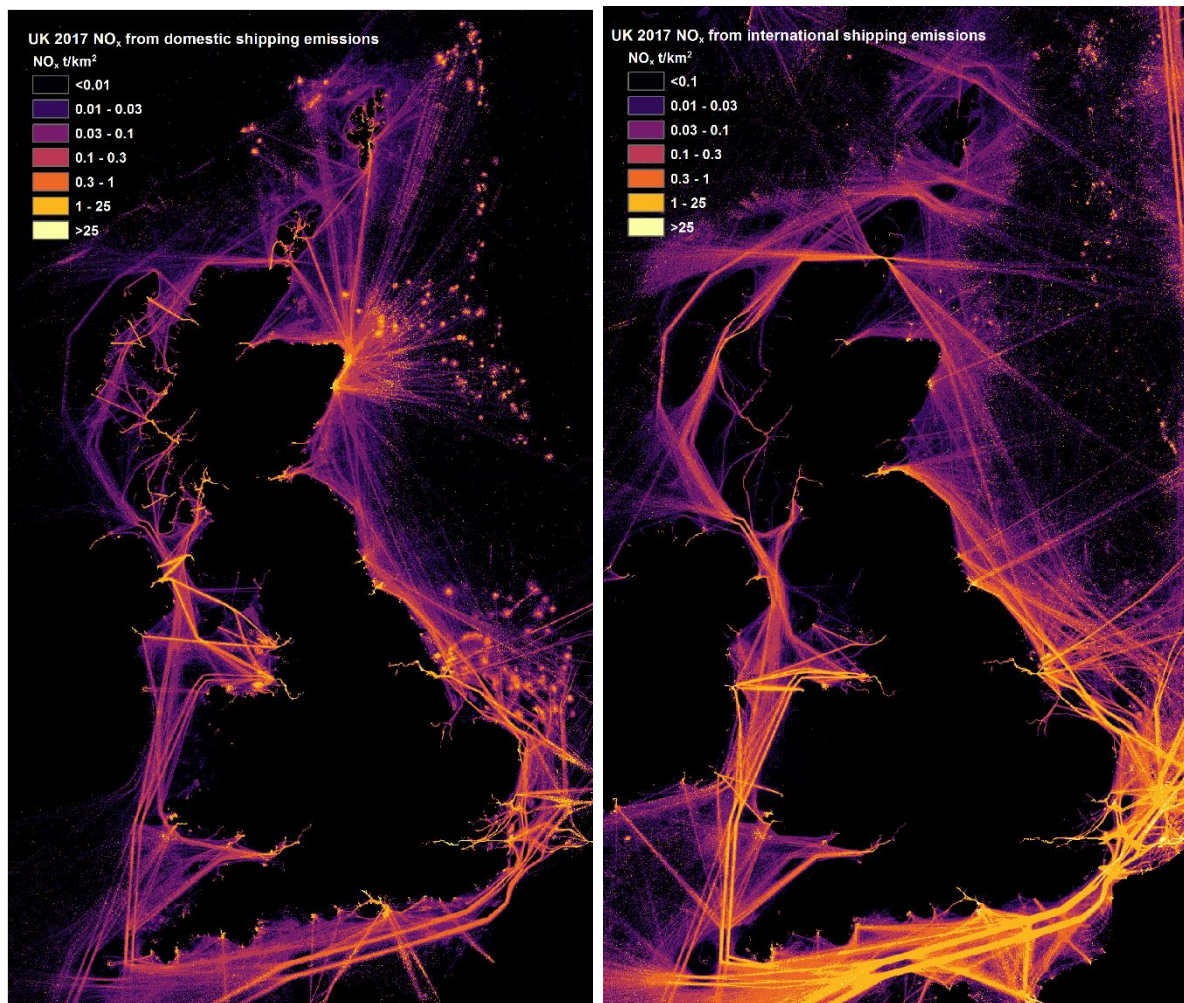 UK 2017 NOₓ from domestic shipping emissions
NOₓ t/km²
<0.01
0.01 - 0.03
0.03 - 0.1
0.1 - 0.3
0.3 - 1
1 - 25
>25
UK 2017 NOₓ from international shipping emissions
NOₓ t/km²
<0.1
0.01 - 0.03
0.03 - 0.1
0.1 - 0.3
0.3 - 1
1 - 25
>25